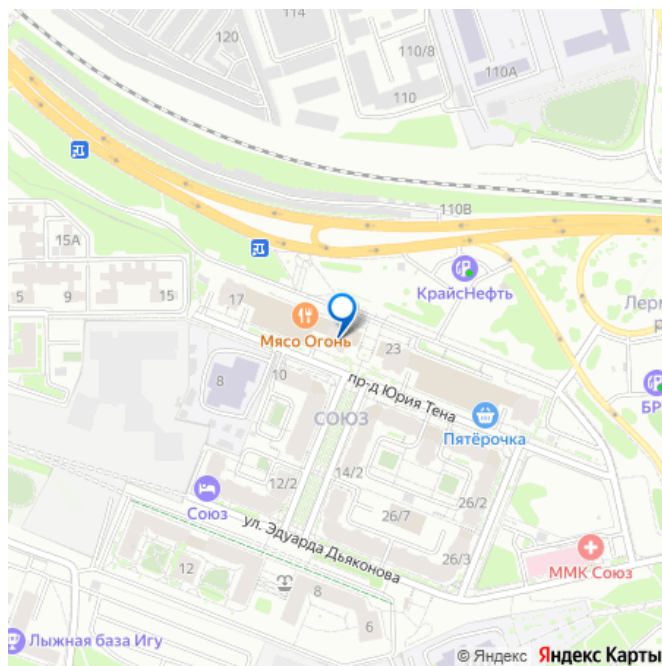 114
120
110/8
110А
110
110В
15А
5
9
15
17
КрайсНефть
Лерм
р
Мясо Огонь
23
8
10
пр-д Юрия Тена
СОЮЗ
БР
Пятёрочка
12/2
14/2
26/2
26/7
Союз
ул. Эдуарда Дьяконова
26/3
ММК Союз
12
8
6
Лыжная база Игу
© Яндекс Яндекс Карты